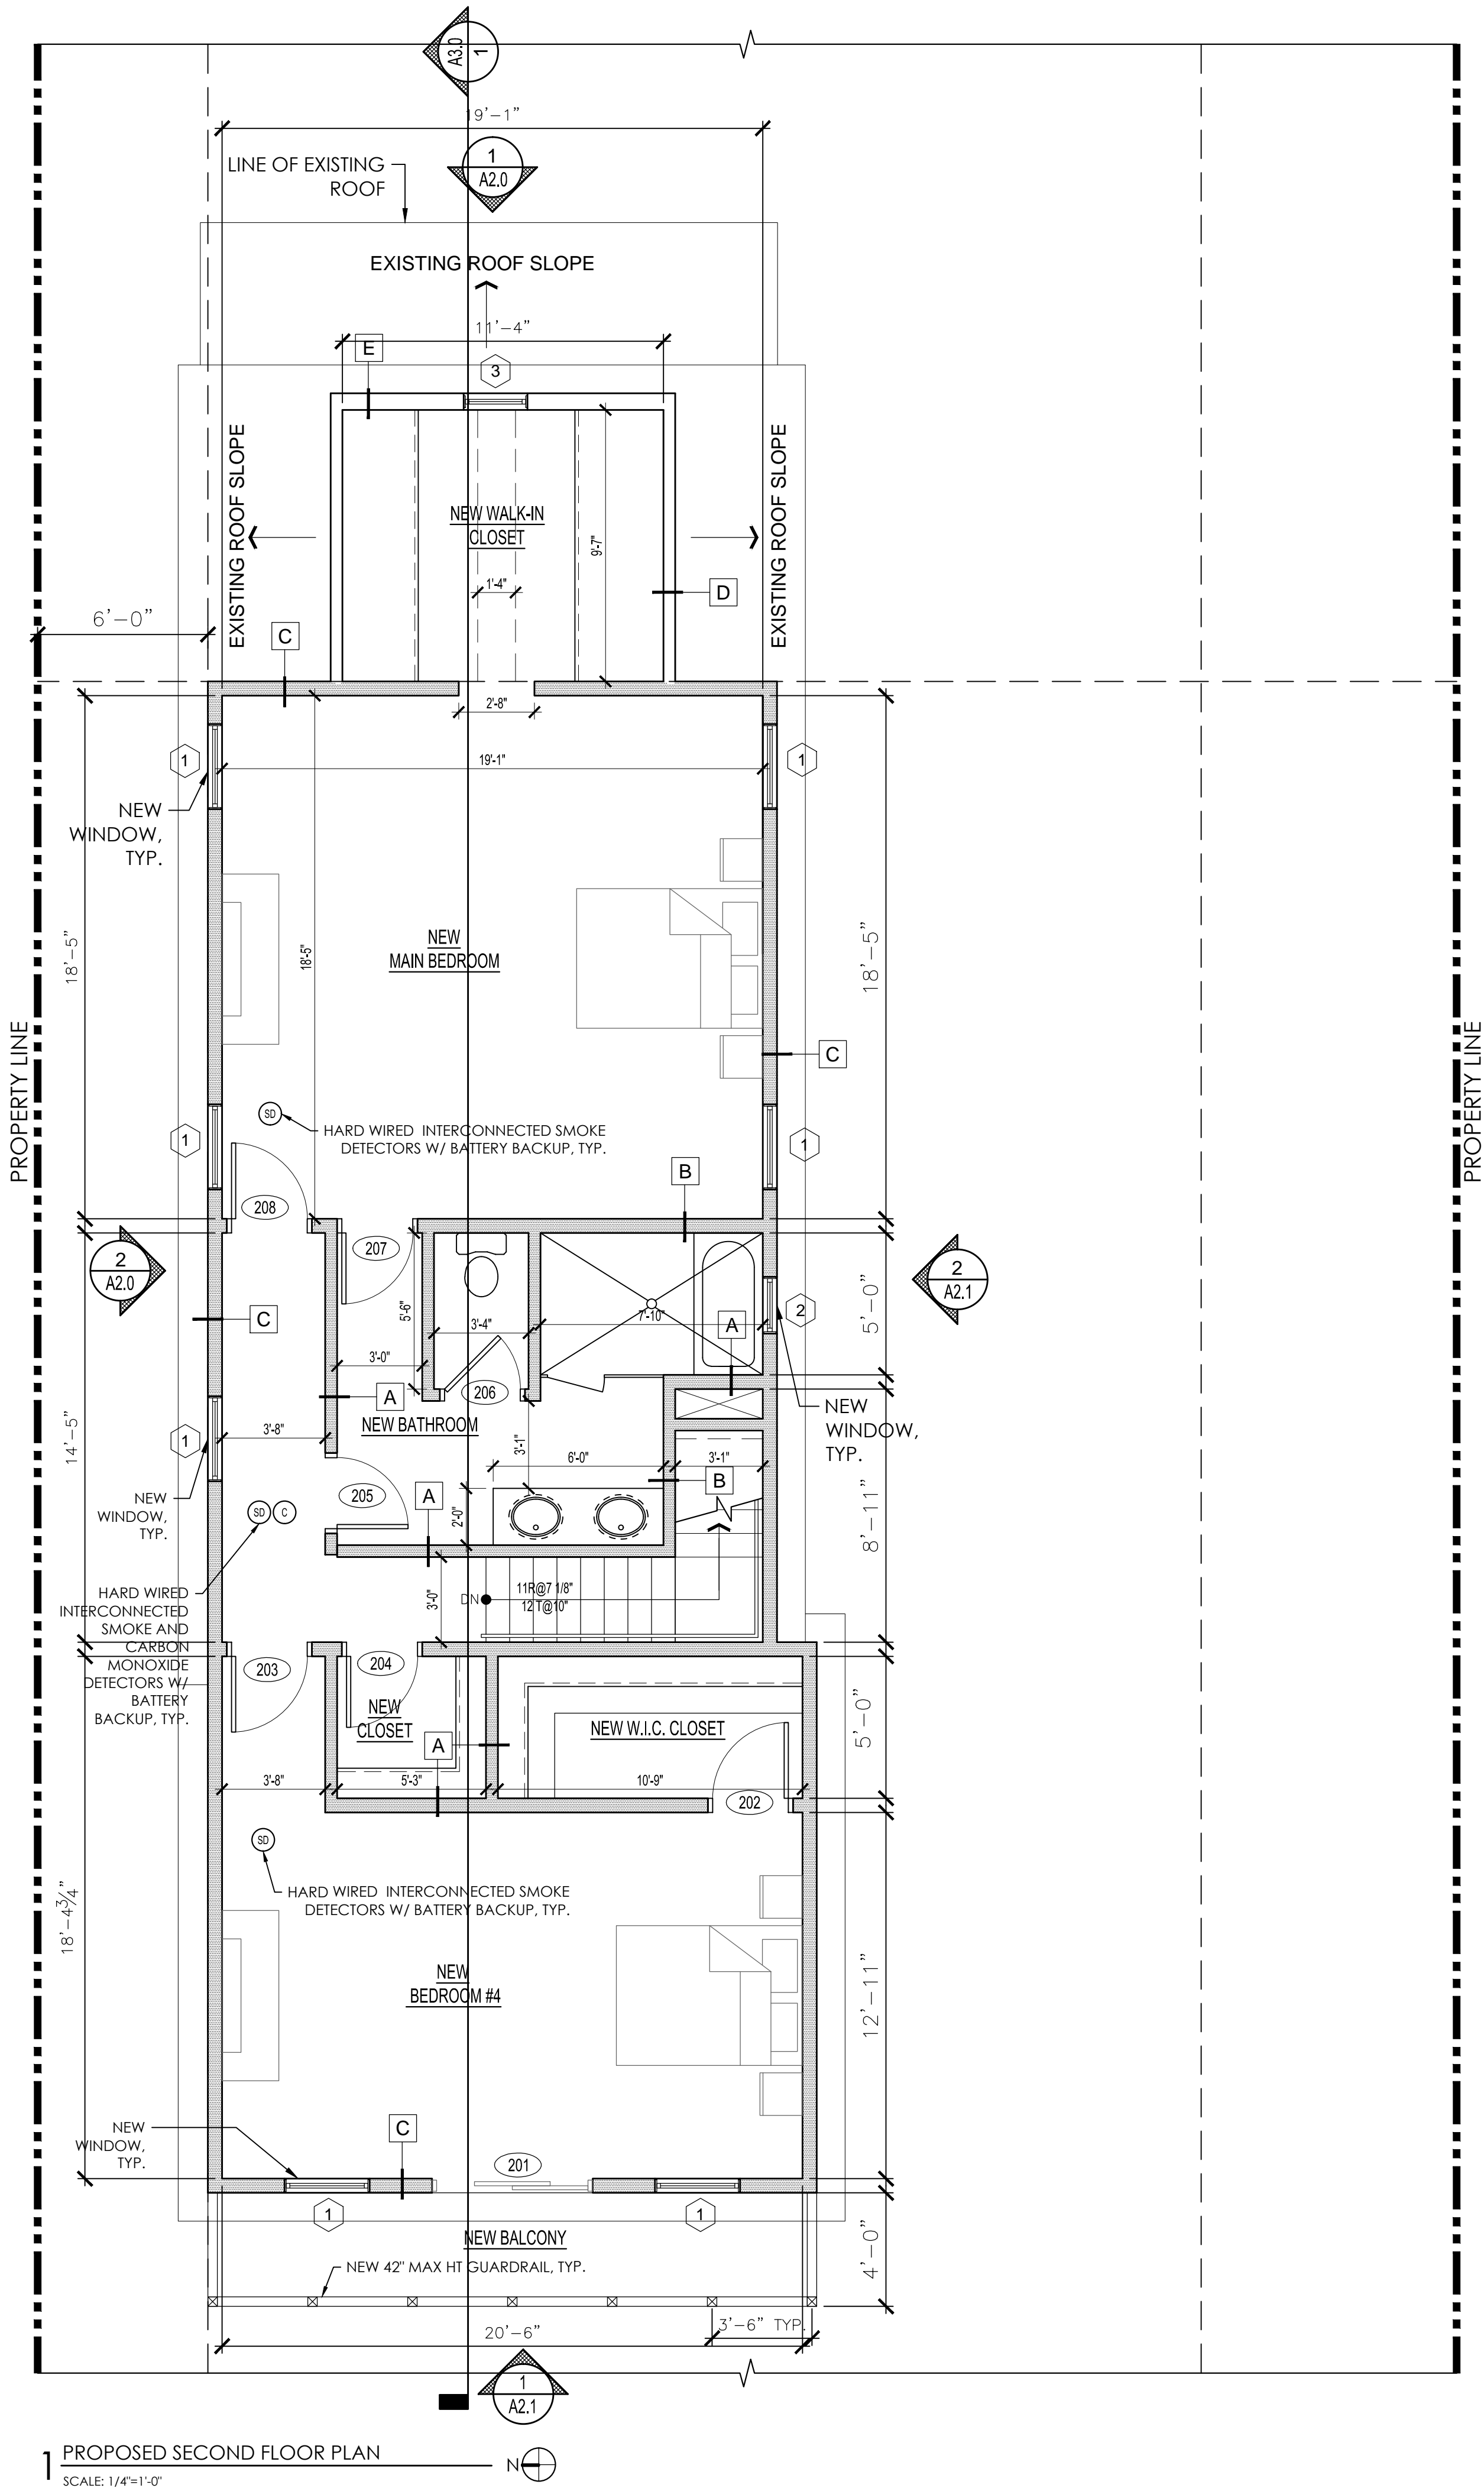 A3.0
1
19'-1"
LINE OF EXISTING
ROOF
1
A2.0
EXISTING ROOF SLOPE
11'-4"
E
3
EXISTING ROOF SLOPE
EXISTING ROOF SLOPE
NEW WALK-IN
CLOSET
9'-7"
1'-4"
D
6'-0"
C
2'-8"
1
19'-1"
1
NEW
WINDOW,
TYP.
18'-5"
18'-5"
NEW
MAIN BEDROOM
18'-5"
PROPERTY LINE
PROPERTY LINE
C
SD
HARD WIRED INTERCONNECTED SMOKE
DETECTORS W/ BATTERY BACKUP, TYP.
1
1
B
208
207
2
A2.0
2
A2.1
5'-0"
C
5'-6"
3'-4"
7'-10"
A
2
3'-0"
206
A
NEW BATHROOM
NEW
WINDOW,
TYP.
14'-5"
1
3'-8"
3'-1"
6'-0"
3'-1"
B
205
A
2'-0"
NEW
WINDOW,
TYP.
SD
C
8'-11"
HARD WIRED
INTERCONNECTED
SMOKE AND
CARBON
MONOXIDE
DETECTORS W/
BATTERY
BACKUP, TYP.
3'-0"
DN
11R@7 1/8"
12 T@10"
203
204
NEW
CLOSET
NEW W.I.C. CLOSET
5'-0"
A
3'-8"
5'-3"
10'-9"
202
SD
HARD WIRED INTERCONNECTED SMOKE
DETECTORS W/ BATTERY BACKUP, TYP.
18'-4¾"
NEW
BEDROOM #4
12'-11"
NEW
WINDOW,
TYP.
C
201
1
1
NEW BALCONY
NEW 42" MAX HT GUARDRAIL, TYP.
4'-0"
3'-6" TYP.
20'-6"
1
A2.1
1 PROPOSED SECOND FLOOR PLAN
N
SCALE: 1/4"=1'-0"